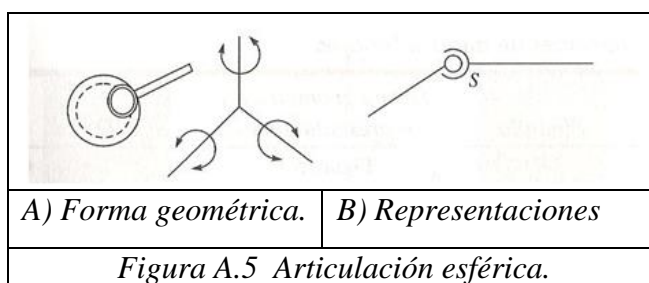 S
A) Forma geométrica.
B) Representaciones
Figura A.5 Articulación esférica.